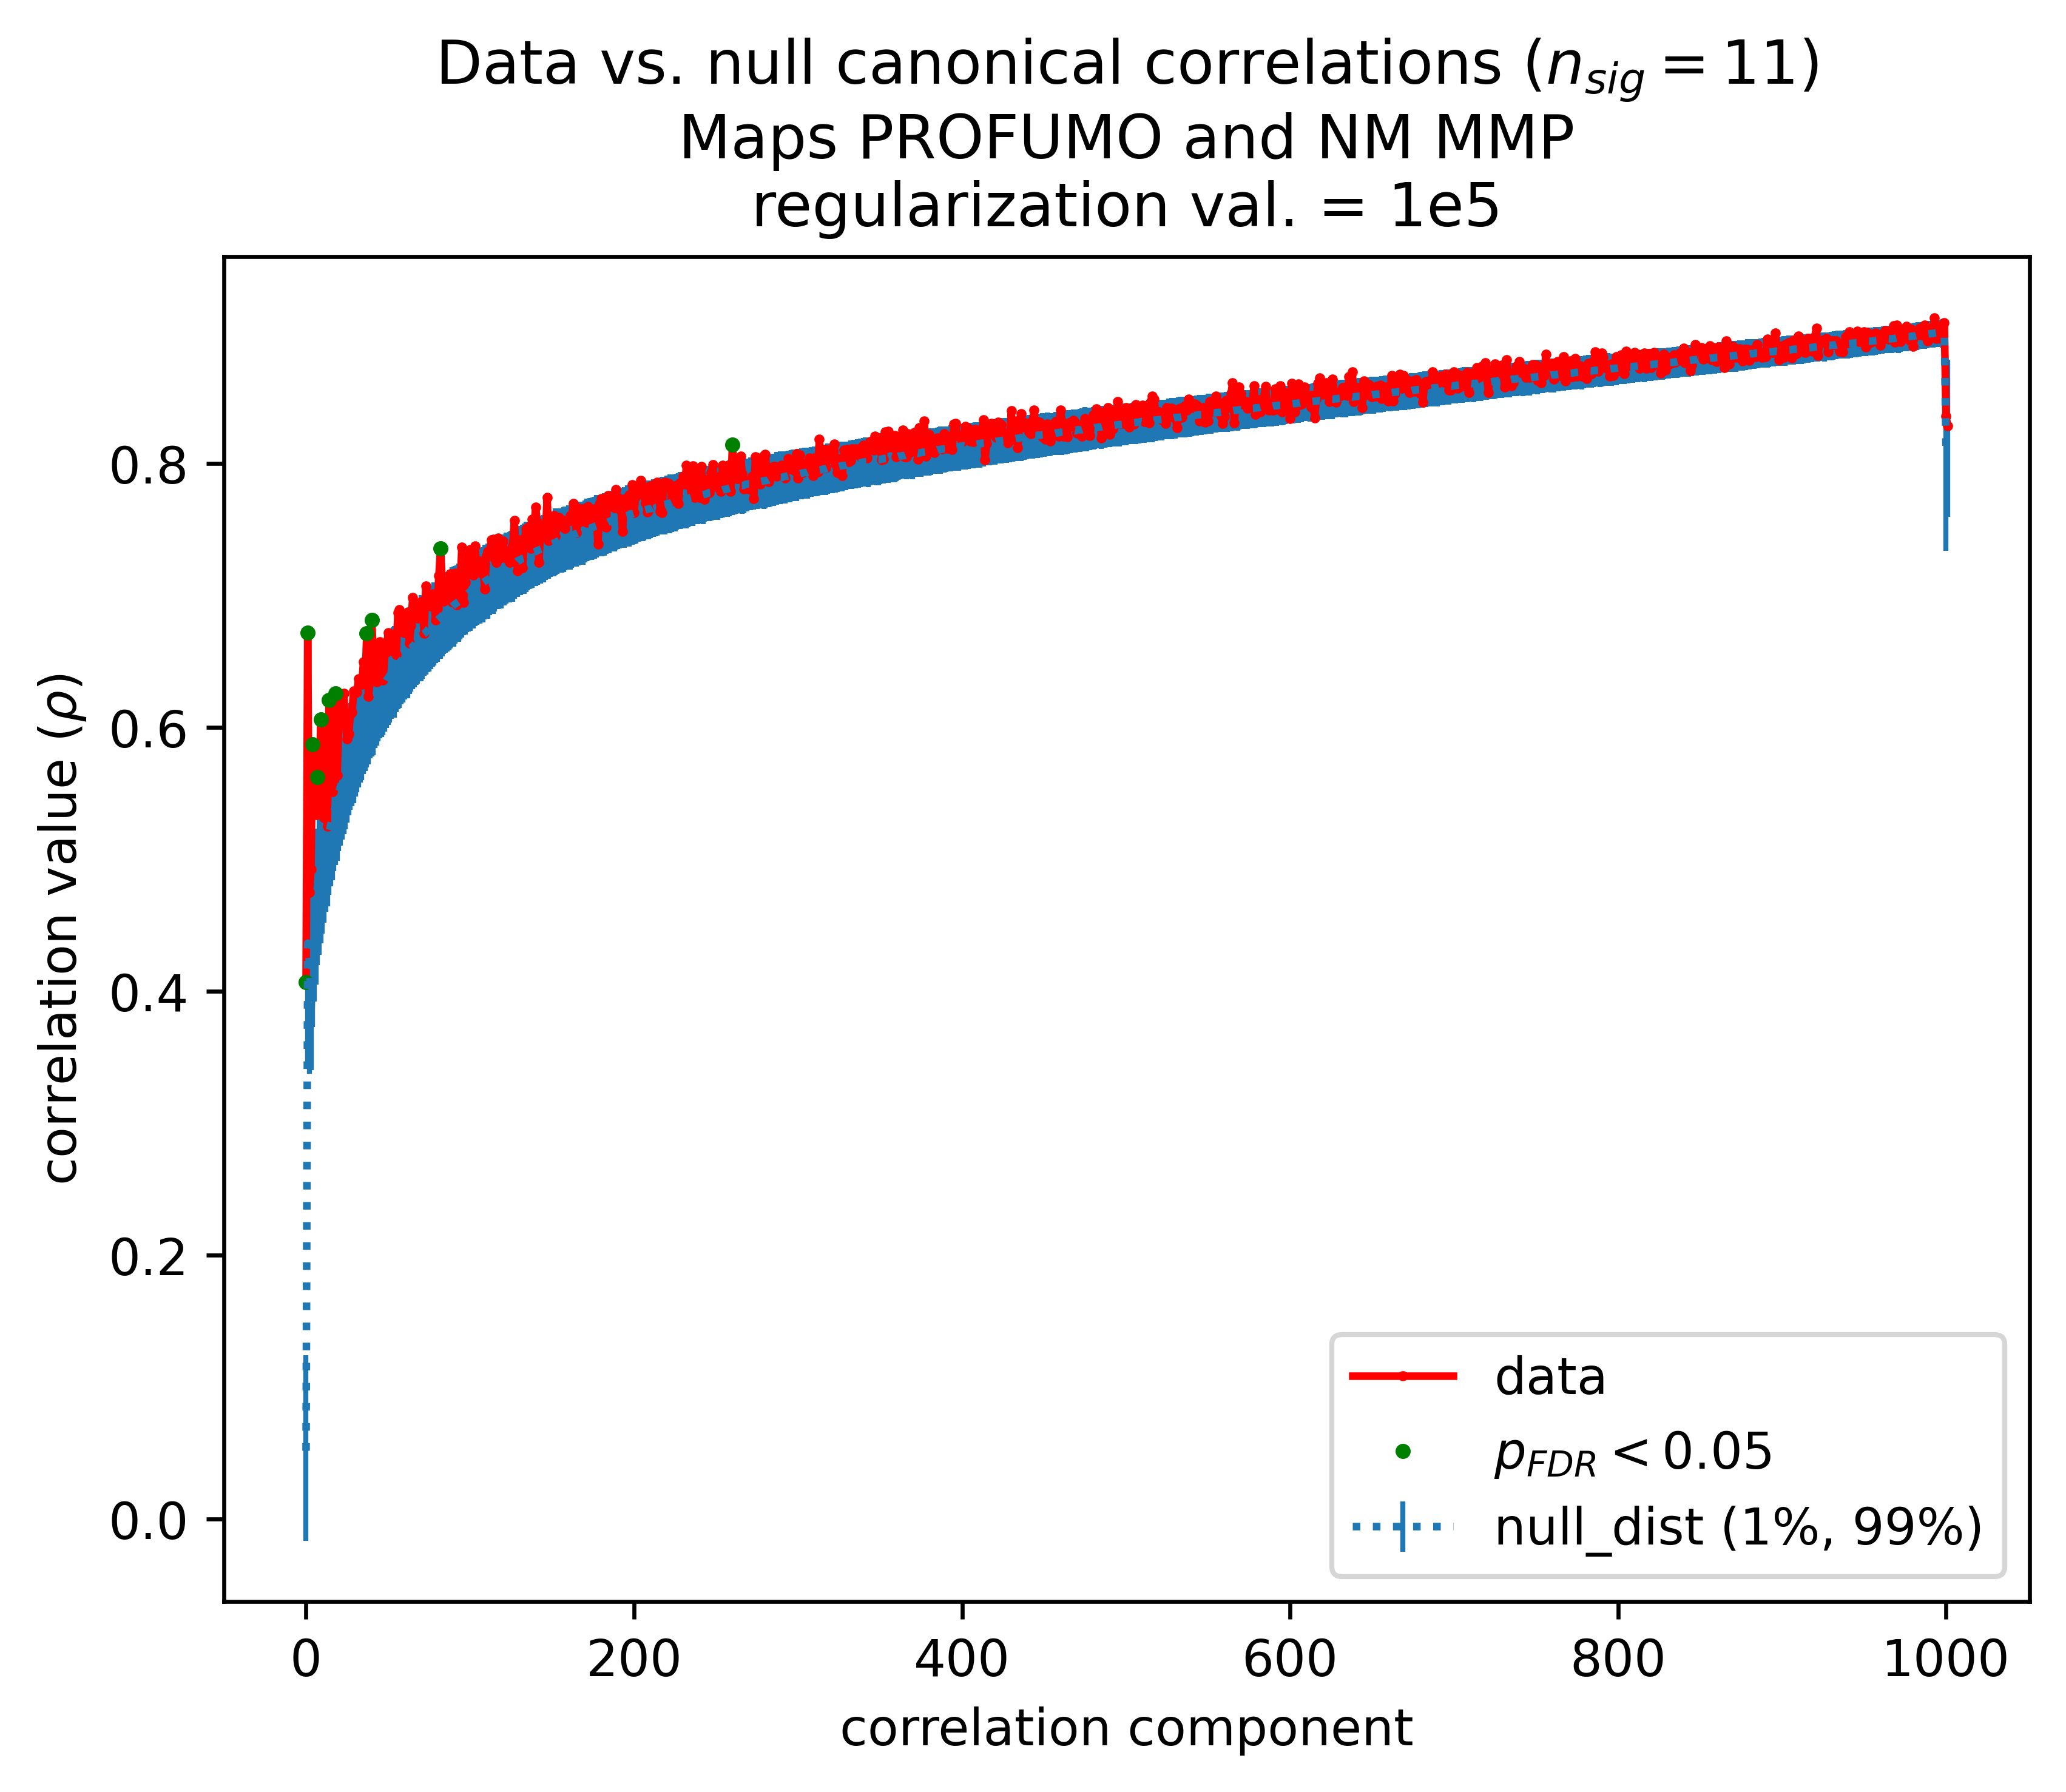 Data vs. null canonical correlations (n_sig = 11)
Maps PROFUMO and NM MMP
regularization val. = 1e5
correlation value (ρ)
0.8
0.6
0.4
0.2
0.0
data
p_FDR < 0.05
null_dist (1%, 99%)
0 200 400 600 800 1000
correlation component